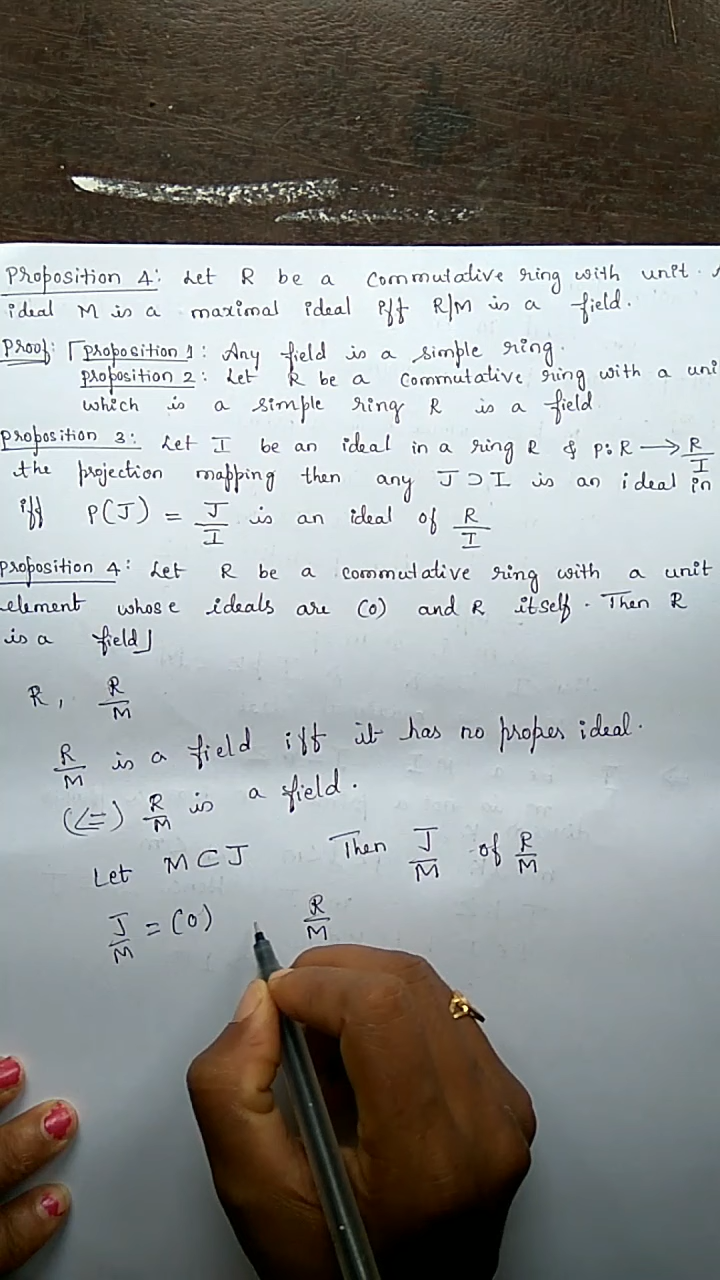 Proposition 4: Let R be a commutative ring with unit.
ideal M is a maximal ideal iff R/M is a field.
Proof: [Proposition 1: Any field is a simple ring.
Proposition 2: Let R be a commutative ring with a uni
which is a simple ring R is a field
Proposition 3: Let I be an ideal in a ring R & P: R → R/I
the projection mapping then any J ⊃ I is an ideal in
iff P(J) = J/I is an ideal of R/I
Proposition 4: Let R be a commutative ring with a unit
element whose ideals are (0) and R itself. Then R
is a field]
R, R/M
R/M is a field iff it has no proper ideal.
(<=) R/M is a field.
Let M ⊂ J Then J/M of R/M
J/M = (0) R/M